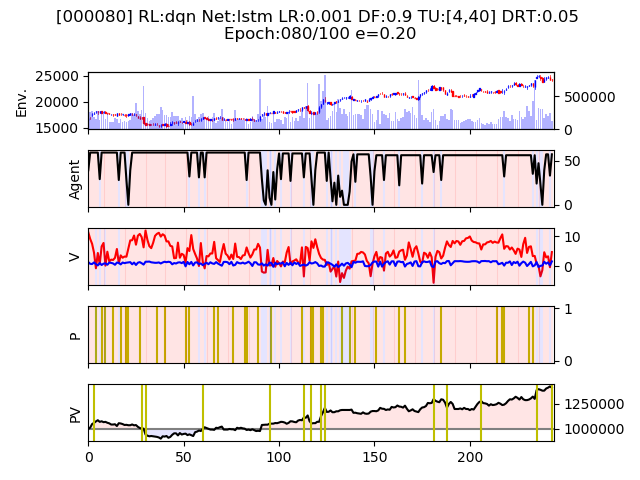 [000080] RL:dqn Net:lstm LR:0.001 DF:0.9 TU:[4,40] DRT:0.05
Epoch:080/100 e=0.20
Env.
25000
20000
15000
500000
0
Agent
50
0
V
10
0
P
1
0
PV
1250000
1000000
0 50 100 150 200